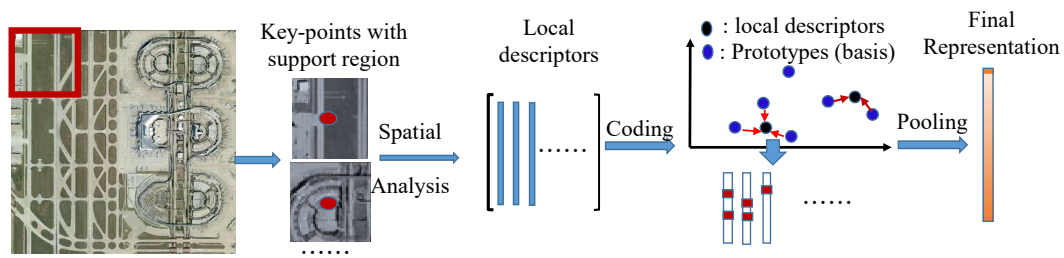 Key-points with
support region
......
Spatial
Analysis
Local
descriptors
......
Coding
: local descriptors
: Prototypes (basis)
......
Pooling
Final
Representation